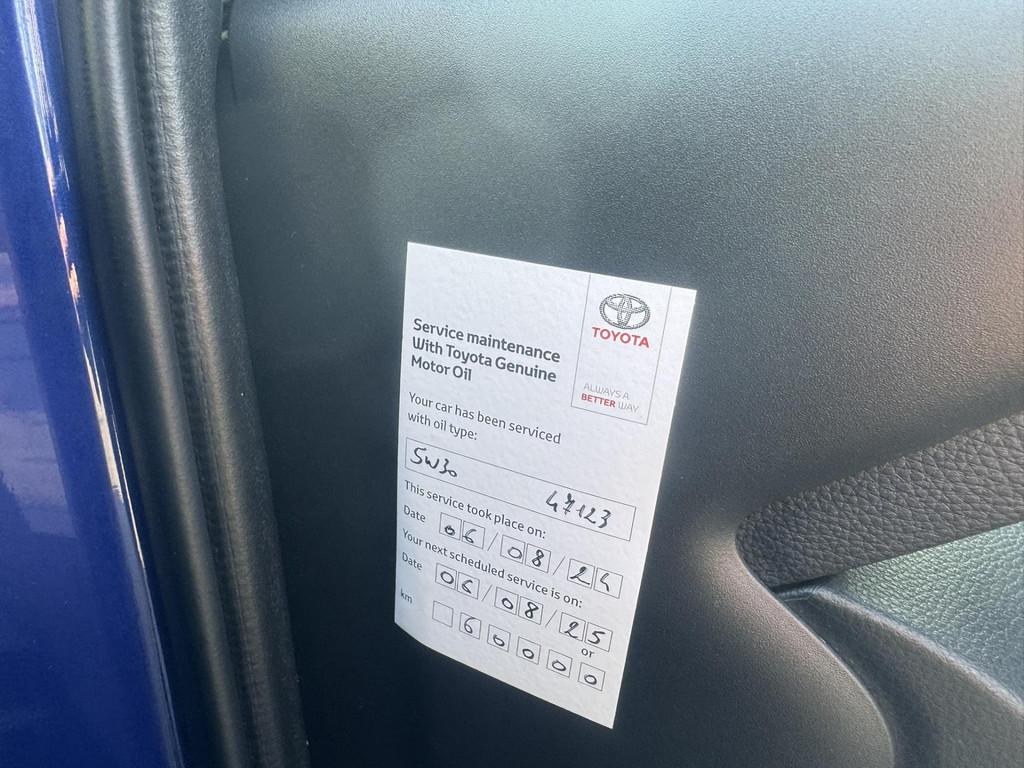 TOYOTA
ALWAYS A
BETTER WAY
Service maintenance
With Toyota Genuine
Motor Oil
Your car has been serviced
with oil type:
5W30 47123
This service took place on:
Date 06/08/24
Your next scheduled service is on:
Date 06/08/25
or
km 60000